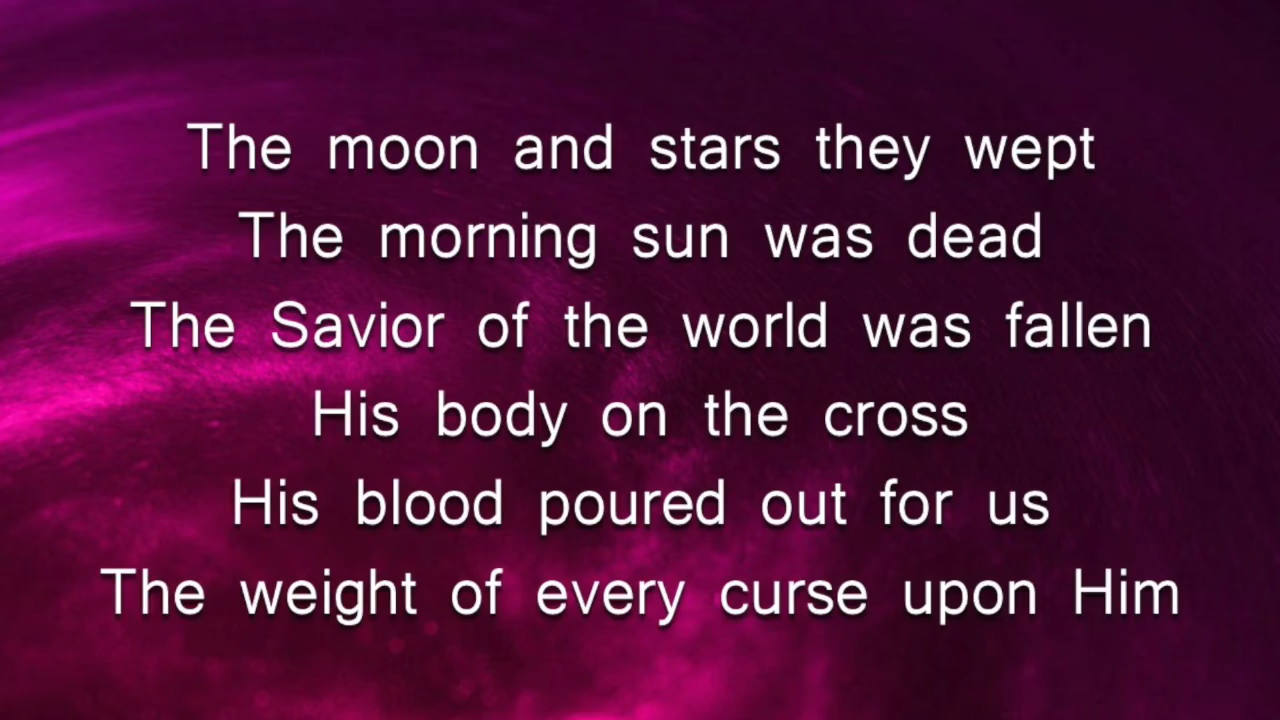 The moon and stars they wept
The morning sun was dead
The Savior of the world was fallen
His body on the cross
His blood poured out for us
The weight of every curse upon Him